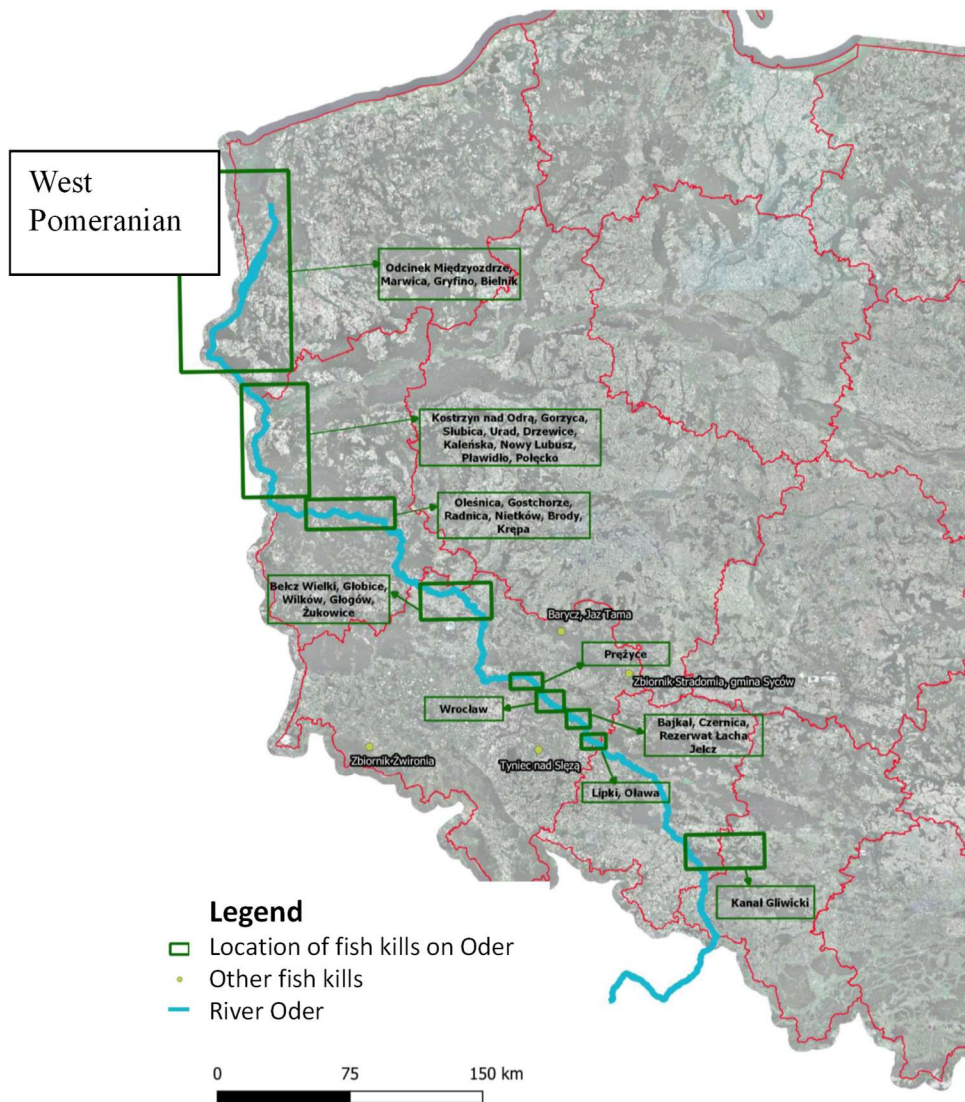 West
Pomeranian
Odcinek Międzyozdrze,
Marwica, Gryfino, Bielnik
Kostrzyn nad Odrą, Gorzyca,
Słubica, Urad, Drzewice,
Kaleńska, Nowy Lubusz,
Pławidło, Połęcko
Oleśnica, Gostchorze,
Radnica, Nietków, Brody,
Krępa
Bełcz Wielki, Głobice,
Wilków, Głogów,
Żukowice
Barycz, Jaz Tama
Prężyce
Zbiornik Stradomia, gmina Syców
Wrocław
Bajkal, Czernica,
Rezerwat Łacha
Jelcz
Zbiornik Żwironia
Tyniec nad Ślęzą
Lipki, Oława
Kanał Gliwicki
Legend
Location of fish kills on Oder
Other fish kills
River Oder
0 75 150 km